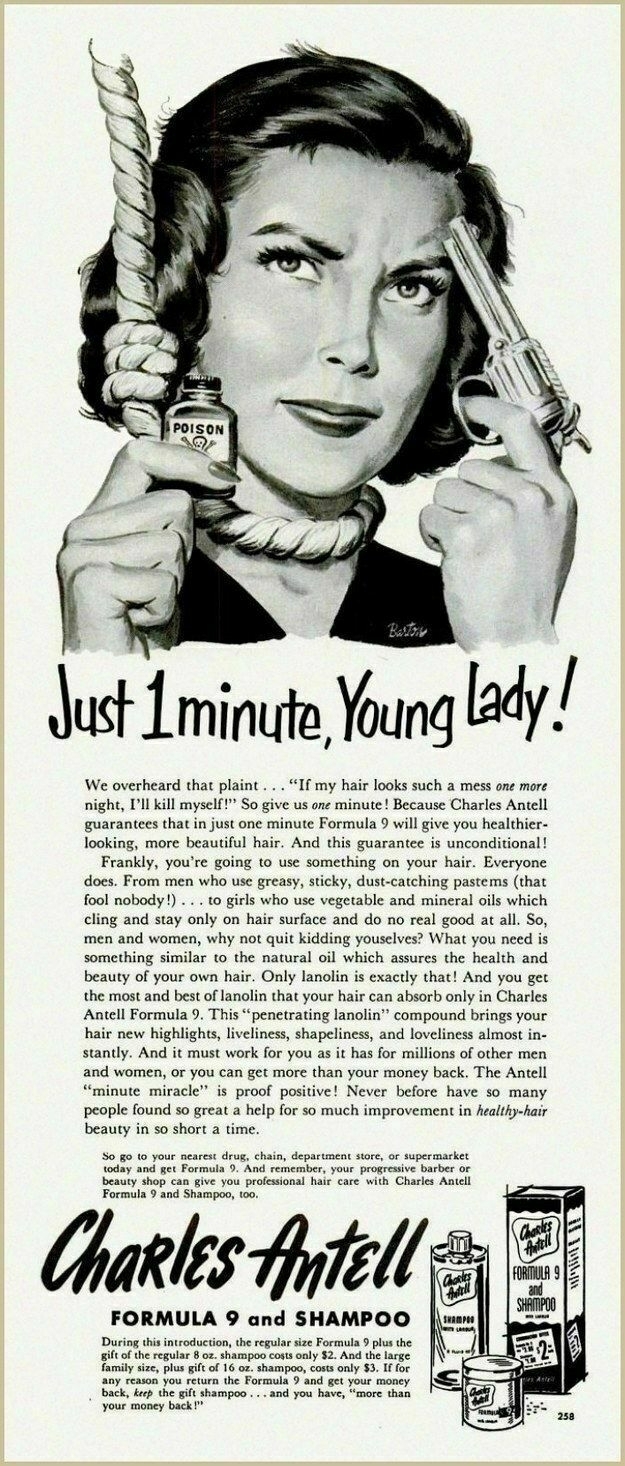 POISON
Barton
Just 1 minute, Young Lady!
We overheard that plaint . . . “If my hair looks such a mess one more
night, I'll kill myself!” So give us one minute! Because Charles Antell
guarantees that in just one minute Formula 9 will give you healthier-
looking, more beautiful hair. And this guarantee is unconditional!
Frankly, you're going to use something on your hair. Everyone
does. From men who use greasy, sticky, dust-catching pastems (that
fool nobody!) . . . to girls who use vegetable and mineral oils which
cling and stay only on hair surface and do no real good at all. So,
men and women, why not quit kidding youselves? What you need is
something similar to the natural oil which assures the health and
beauty of your own hair. Only lanolin is exactly that! And you get
the most and best of lanolin that your hair can absorb only in Charles
Antell Formula 9. This “penetrating lanolin” compound brings your
hair new highlights, liveliness, shapeliness, and loveliness almost in-
stantly. And it must work for you as it has for millions of other men
and women, or you can get more than your money back. The Antell
“minute miracle” is proof positive! Never before have so many
people found so great a help for so much improvement in healthy-hair
beauty in so short a time.
So go to your nearest drug, chain, department store, or supermarket
today and get Formula 9. And remember, your progressive barber or
beauty shop can give you professional hair care with Charles Antell
Formula 9 and Shampoo, too.
Charles Antell
FORMULA 9 and SHAMPOO
During this introduction, the regular size Formula 9 plus the
gift of the regular 8 oz. shampoo costs only $2. And the large
family size, plus gift of 16 oz. shampoo, costs only $3. If for
any reason you return the Formula 9 and get your money
back, keep the gift shampoo . . . and you have, “more than
your money back!”
Charles
Antell
SHAMPOO
WITH LANOLIN
Charles
Antell
FORMULA 9
and
SHAMPOO
$2
Charles
Antell
FORMULA
258